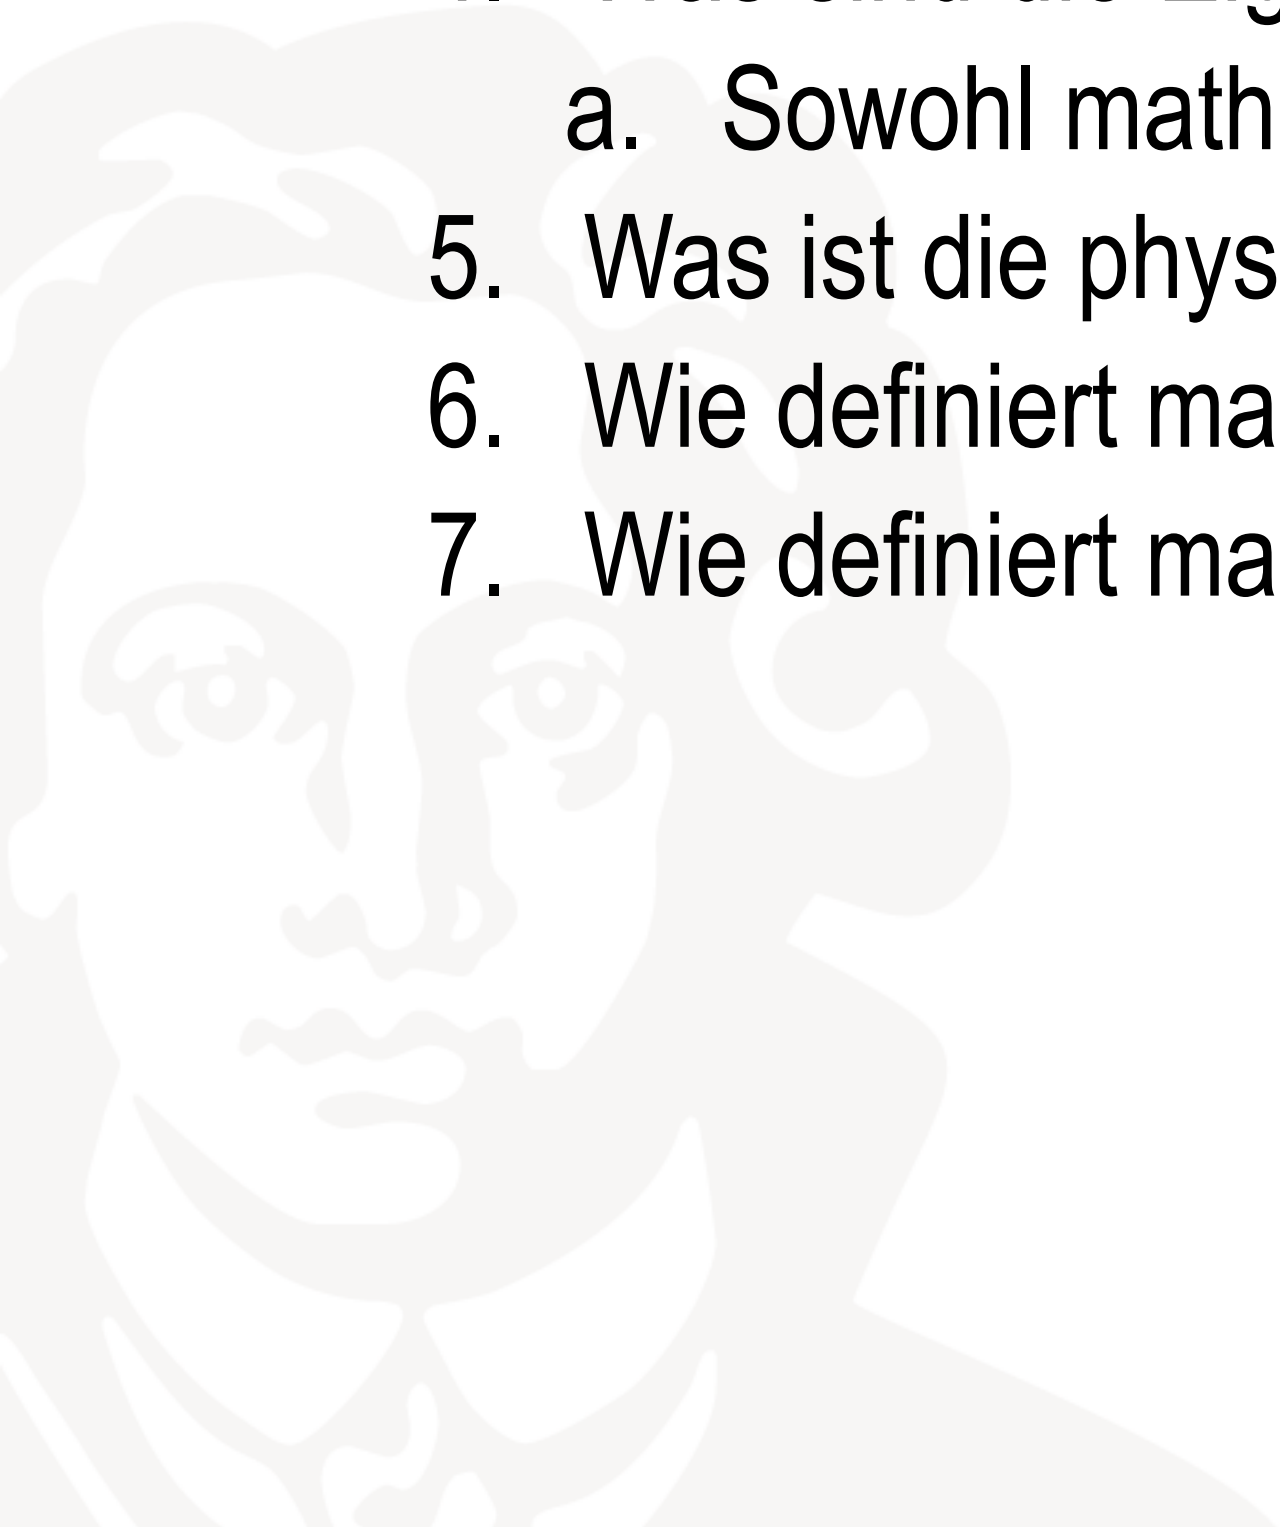 a. Sowohl math
5. Was ist die phys
6. Wie definiert ma
7. Wie definiert ma